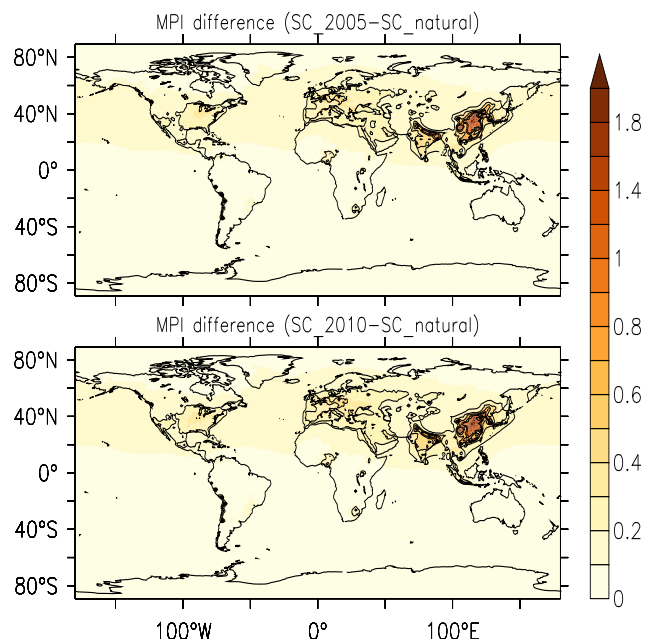 MPI difference (SC_2005-SC_natural)
80°N
40°N
0°
40°S
80°S
MPI difference (SC_2010-SC_natural)
80°N
40°N
0°
40°S
80°S
100°W 0° 100°E
1.8
1.4
1
0.8
0.6
0.4
0.2
0